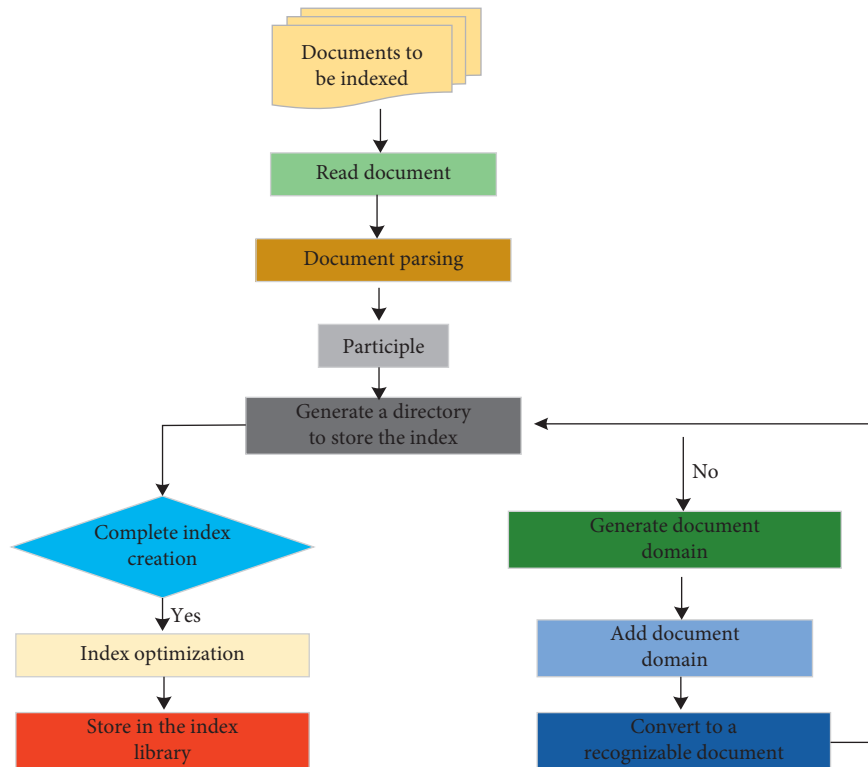 Documents to
be indexed
Read document
Document parsing
Participle
Generate a directory
to store the index
No
Complete index
creation
Generate document
domain
Yes
Index optimization
Add document
domain
Store in the index
library
Convert to a
recognizable document